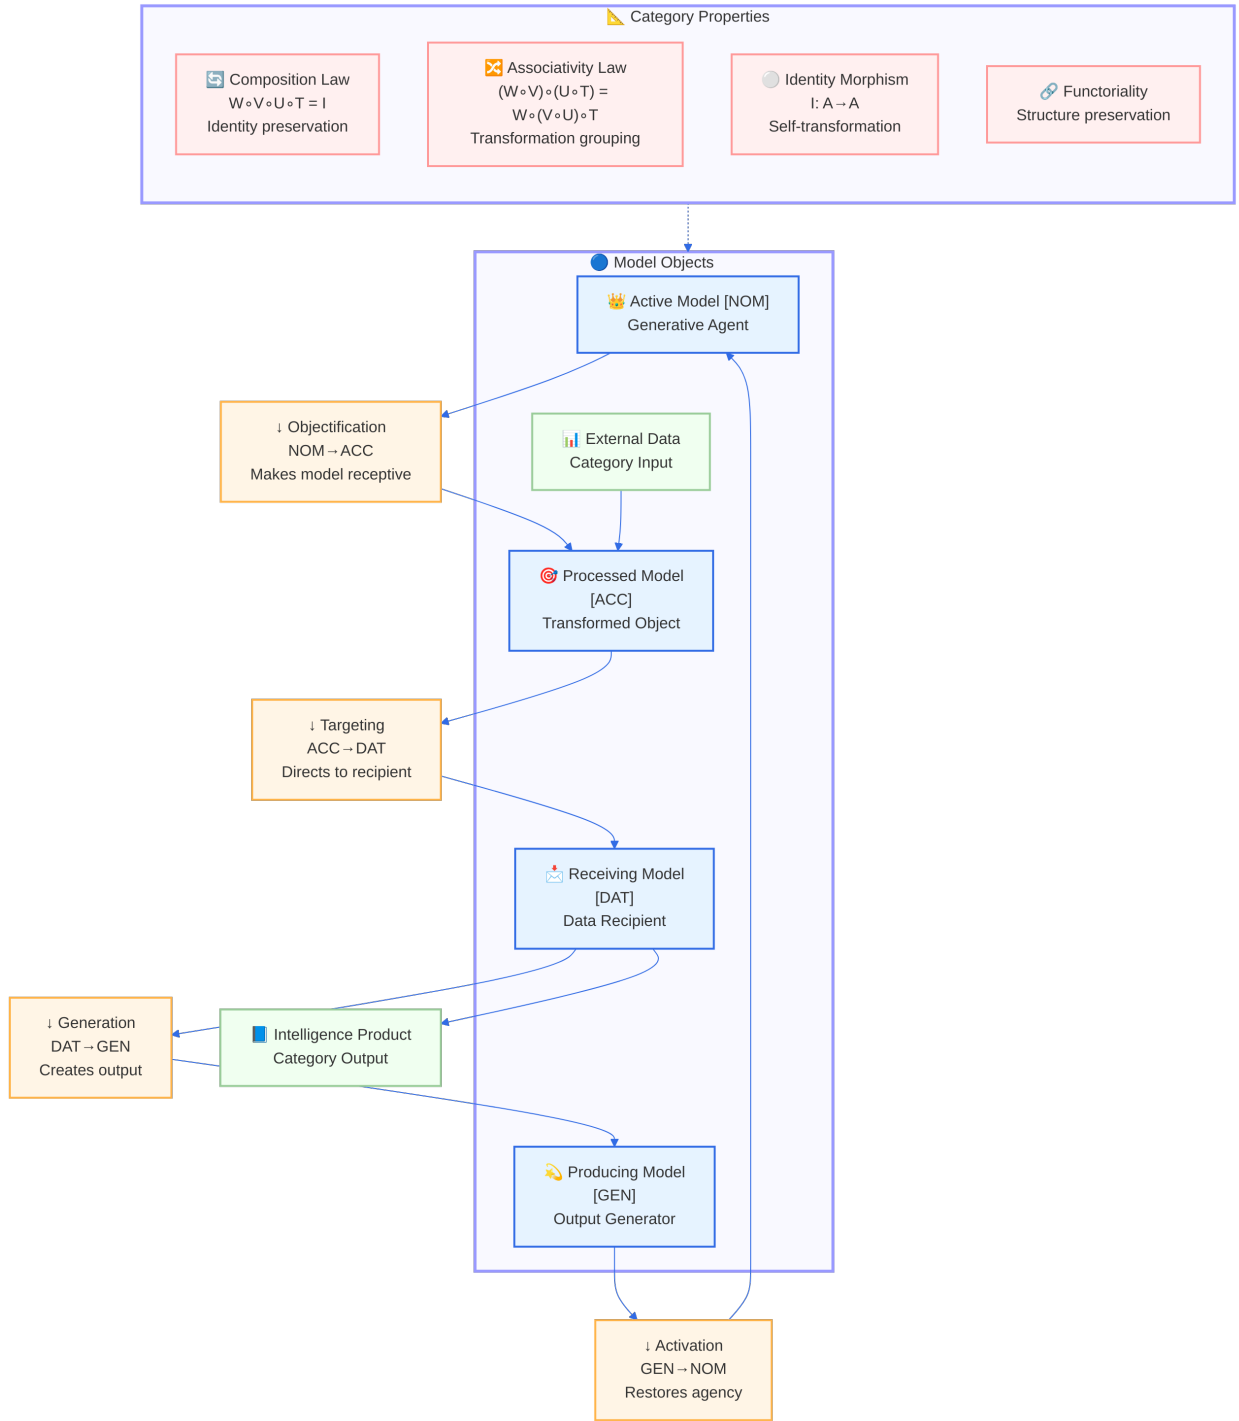 📐 Category Properties
🔄 Composition Law
W∘V∘U∘T = I
Identity preservation
🔀 Associativity Law
(W∘V)∘(U∘T) =
W∘(V∘U)∘T
Transformation grouping
⚪ Identity Morphism
I: A→A
Self-transformation
🔗 Functoriality
Structure preservation
🔵 Model Objects
👑 Active Model [NOM]
Generative Agent
↓ Objectification
NOM→ACC
Makes model receptive
📊 External Data
Category Input
🎯 Processed Model
[ACC]
Transformed Object
↓ Targeting
ACC→DAT
Directs to recipient
📩 Receiving Model
[DAT]
Data Recipient
↓ Generation
DAT→GEN
Creates output
📘 Intelligence Product
Category Output
💫 Producing Model
[GEN]
Output Generator
↓ Activation
GEN→NOM
Restores agency